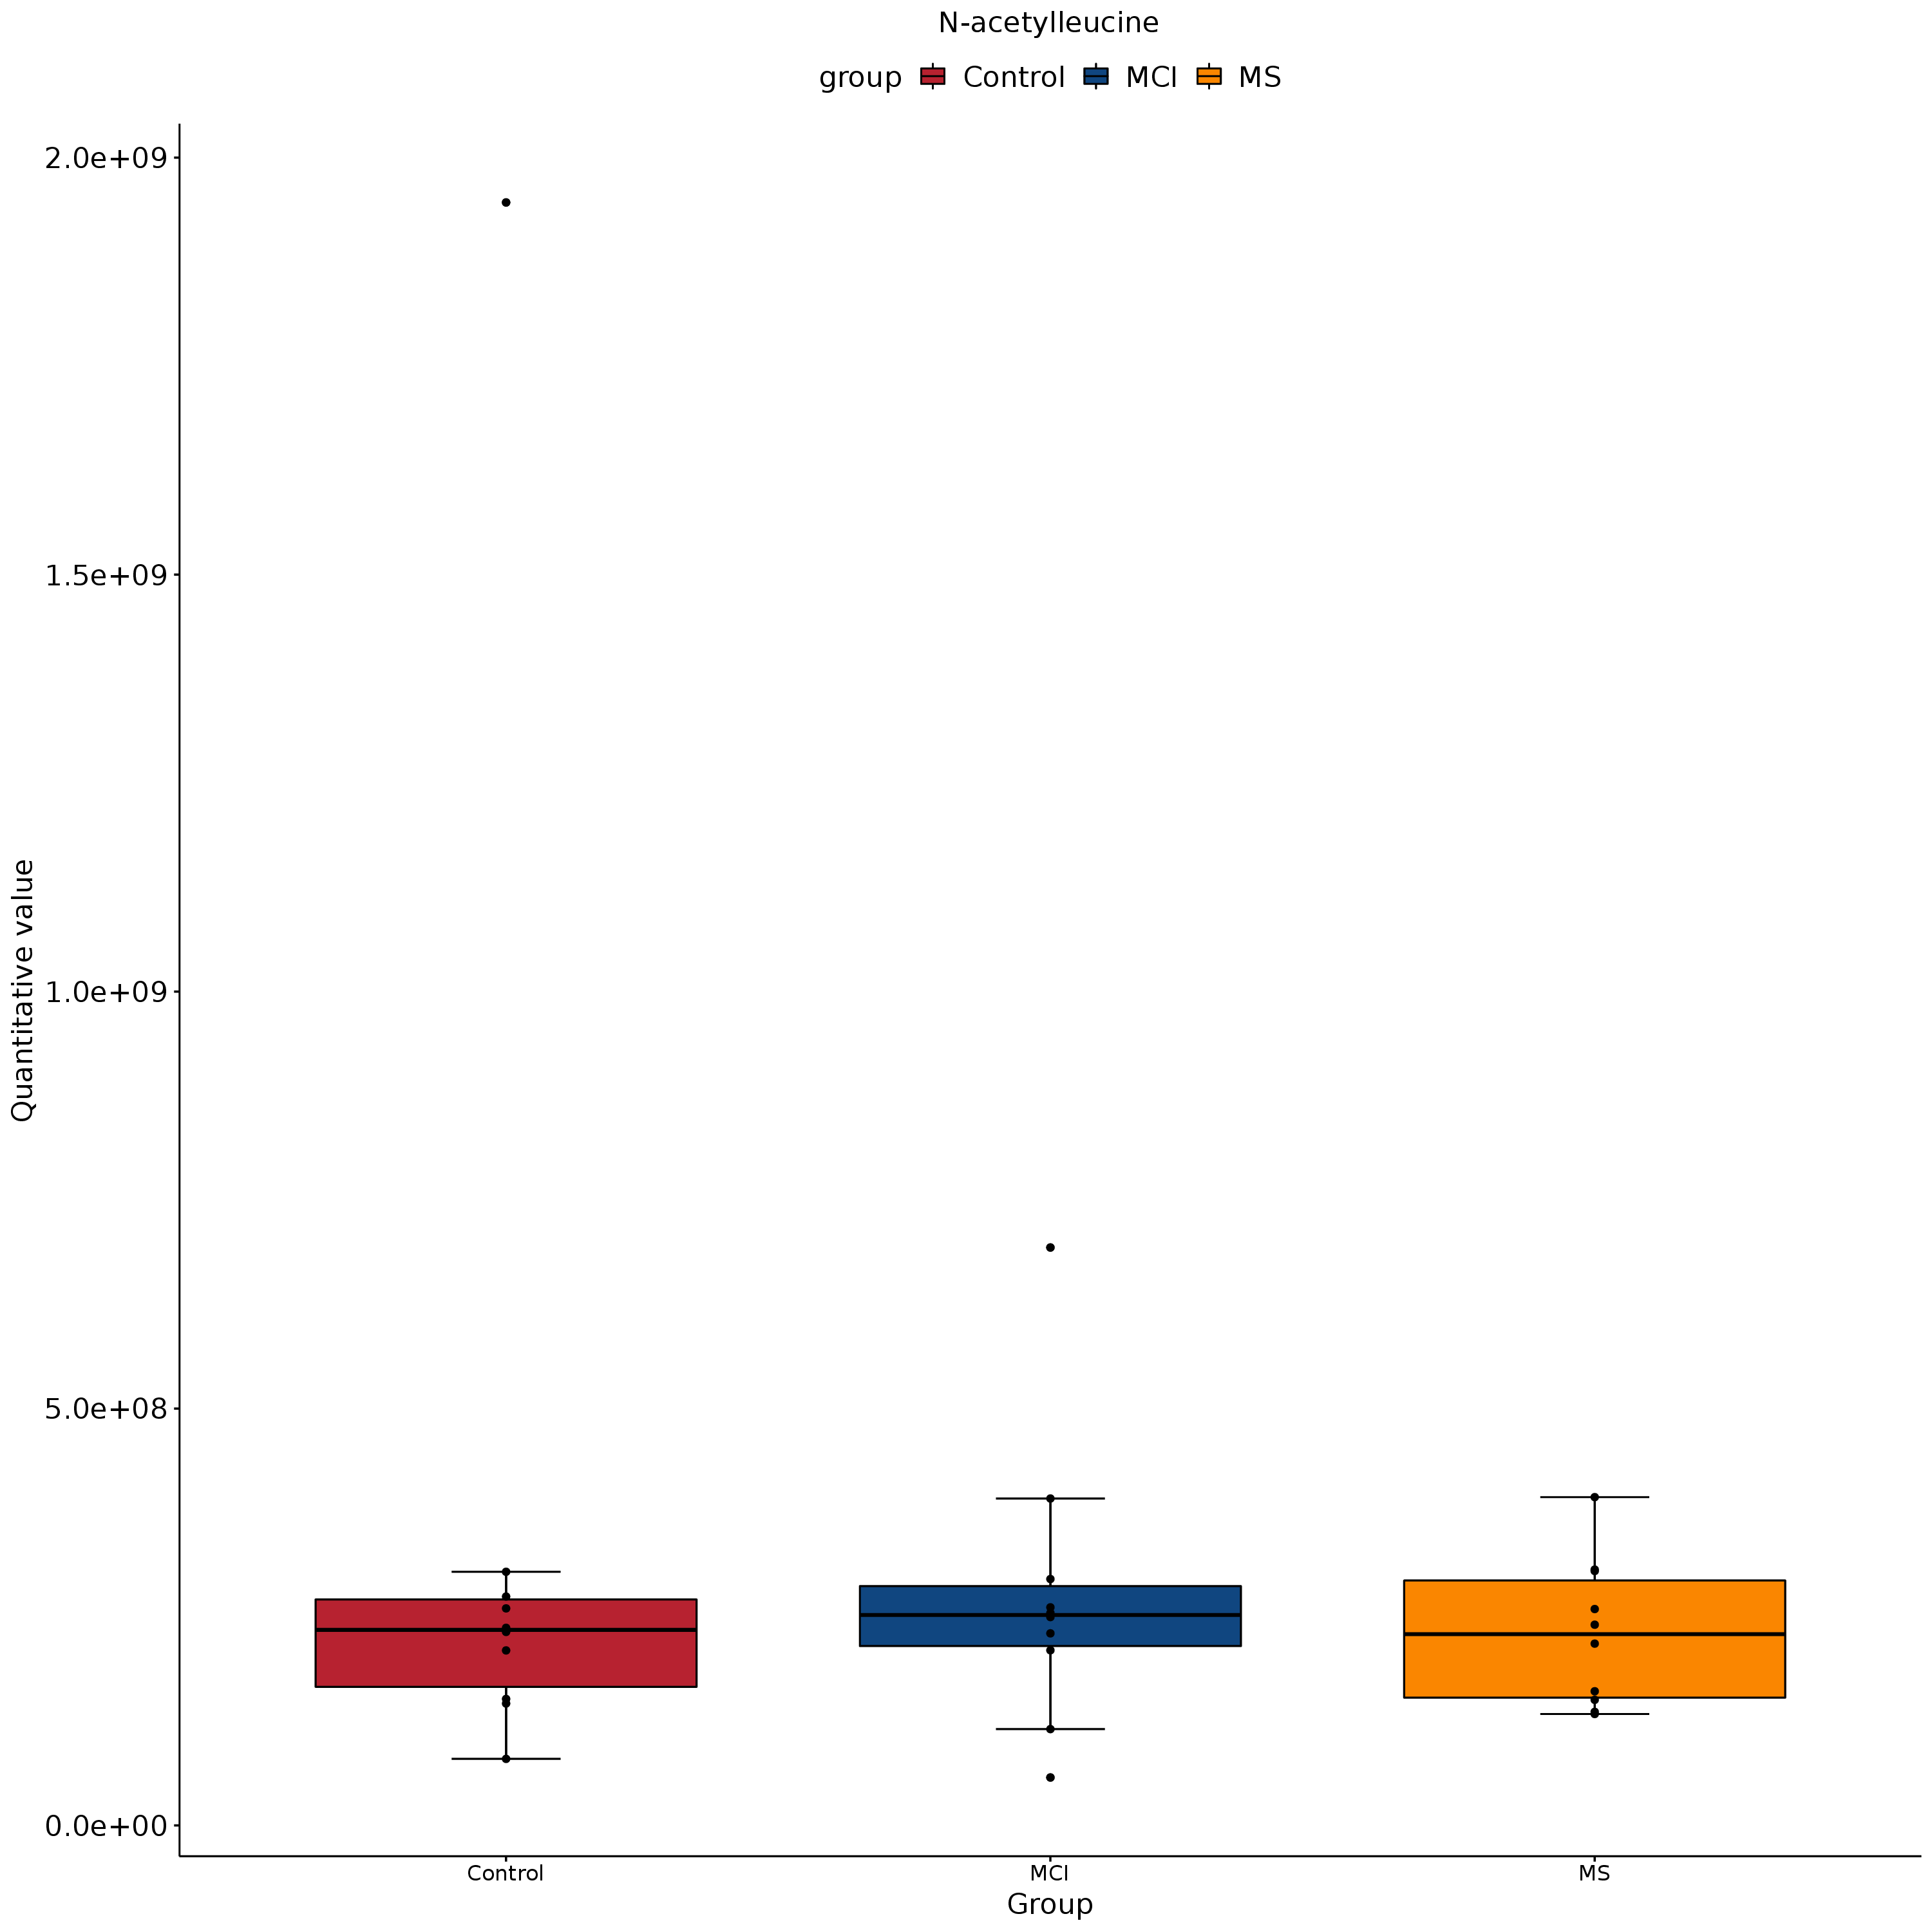 N-acetylleucine
group Control MCI MS
2.0e+09
1.5e+09
1.0e+09
5.0e+08
0.0e+00
Quantitative value
Control MCI MS
Group